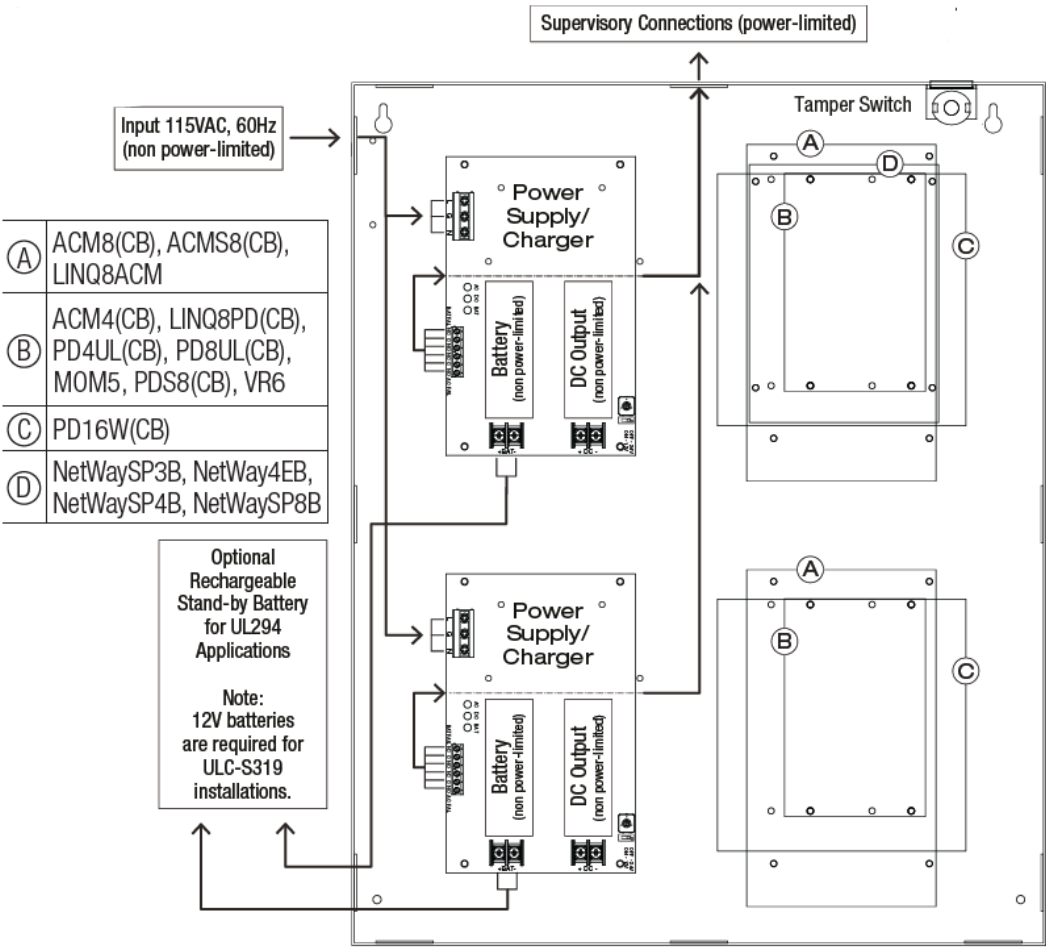 Supervisory Connections (power-limited)
Tamper Switch
Input 115VAC, 60Hz
(non power-limited)
A
D
B
C
Power
Supply/
Charger
L
G
N
Battery
(non power-limited)
DC Output
(non power-limited)
+ BAT -
+ DC -
A
ACM8(CB), ACMS8(CB),
LINQ8ACM
B
ACM4(CB), LINQ8PD(CB),
PD4UL(CB), PD8UL(CB),
MOM5, PDS8(CB), VR6
C
PD16W(CB)
D
NetWaySP3B, NetWay4EB,
NetWaySP4B, NetWaySP8B
Optional
Rechargeable
Stand-by Battery
for UL294
Applications
Note:
12V batteries
are required for
ULC-S319
installations.
Power
Supply/
Charger
L
G
N
Battery
(non power-limited)
DC Output
(non power-limited)
+ BAT -
+ DC -
A
B
C